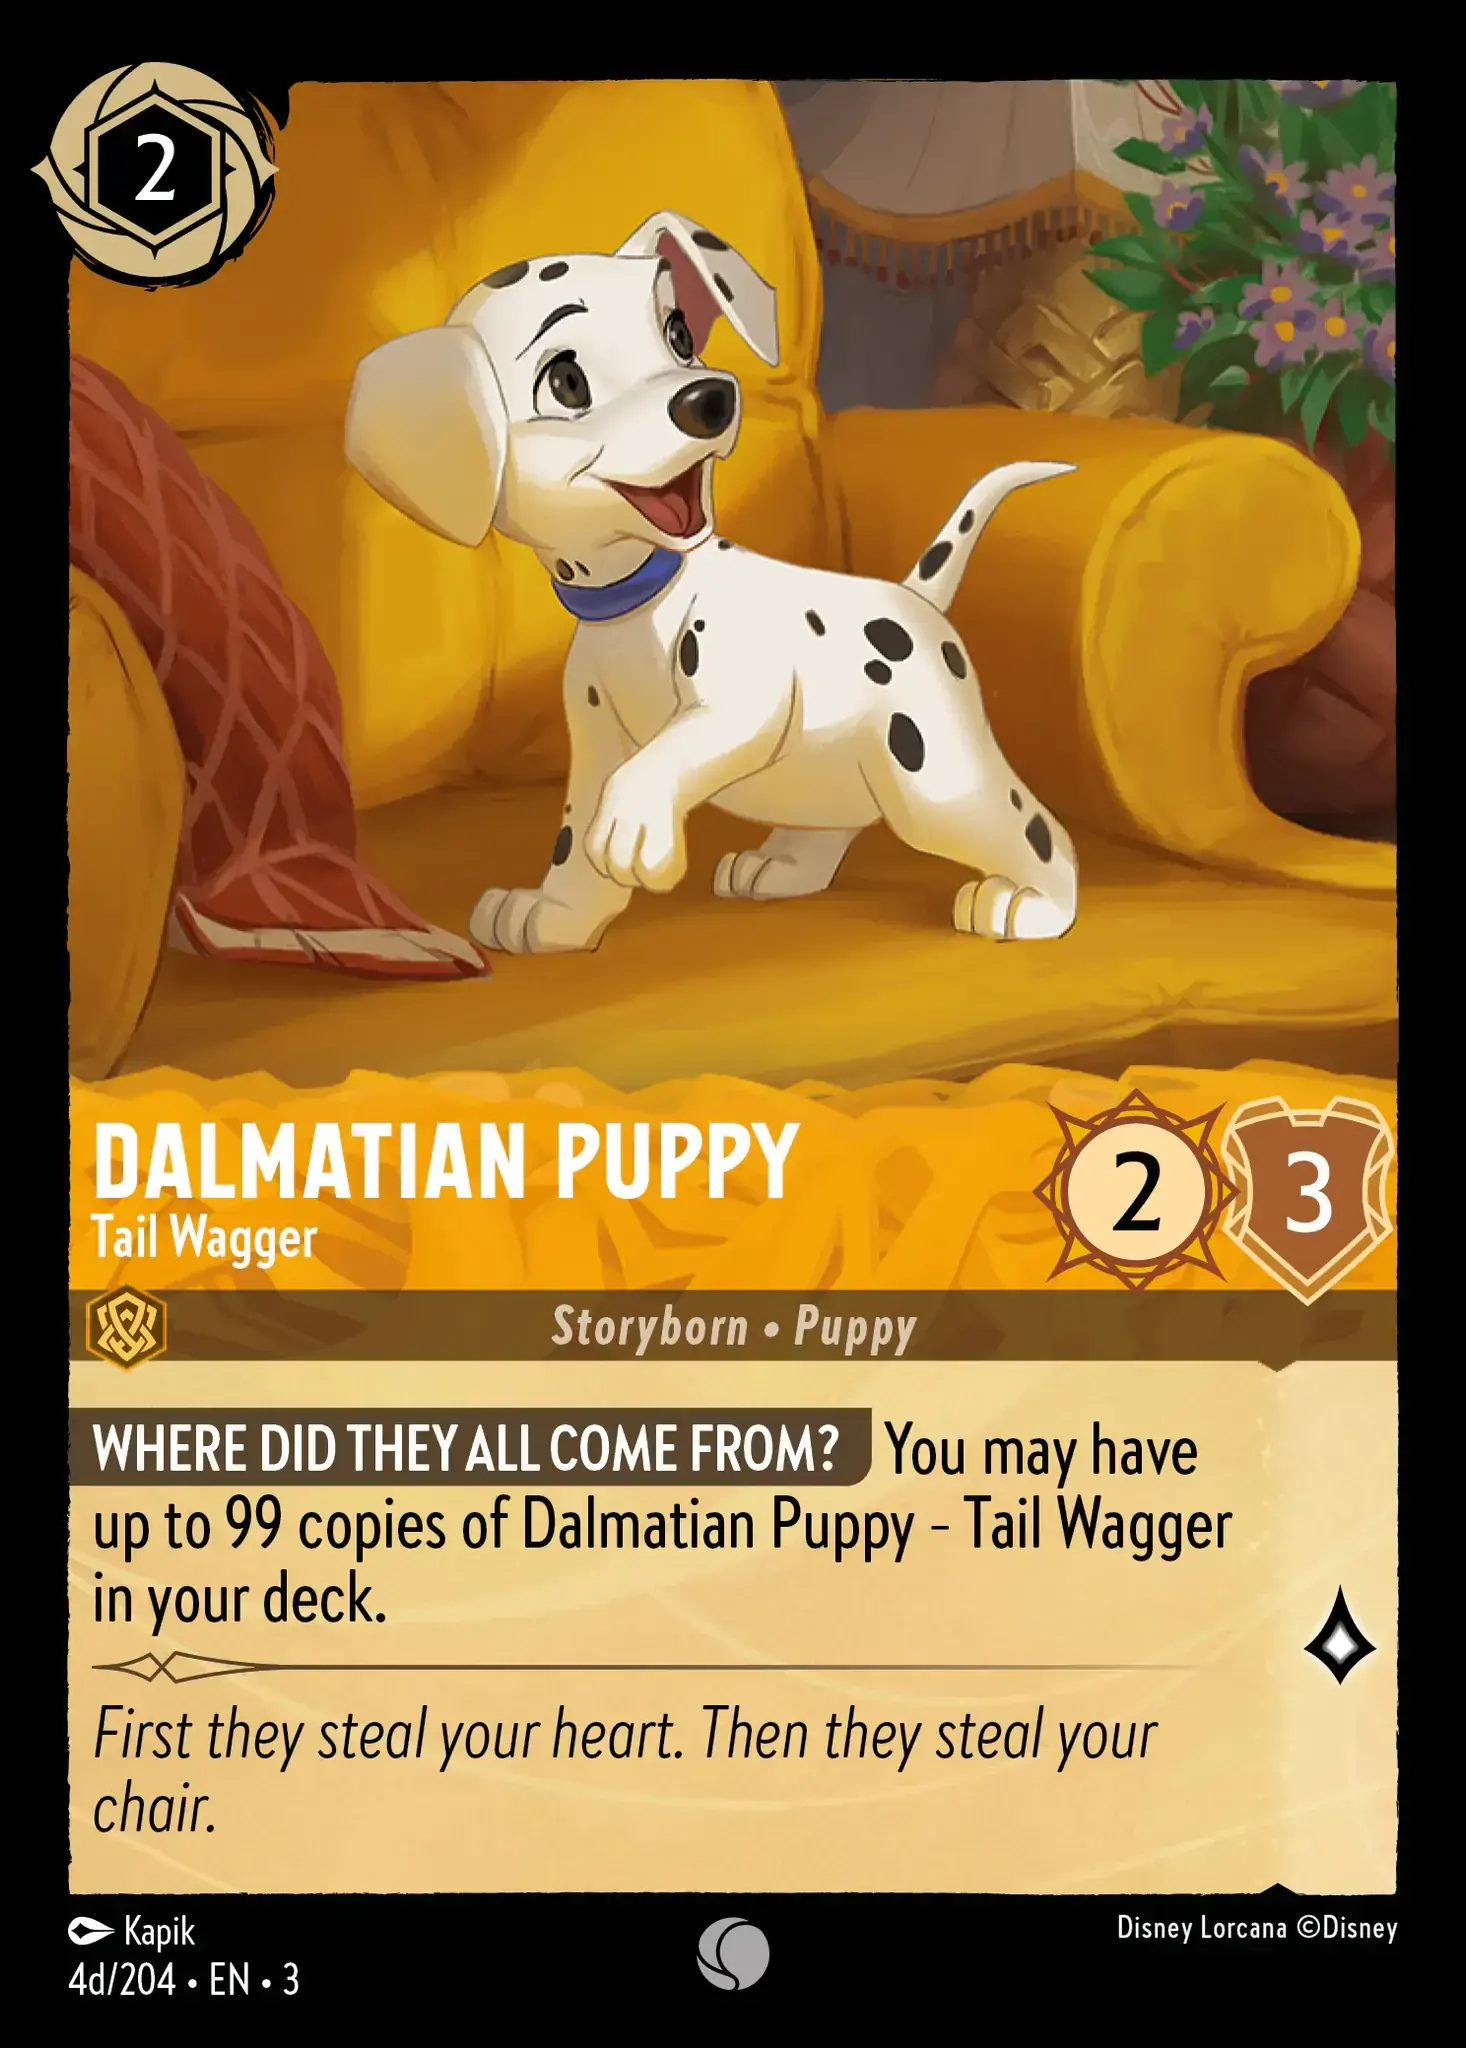 2
DALMATIAN PUPPY
Tail Wagger
2
3
Storyborn • Puppy
WHERE DID THEY ALL COME FROM? You may have
up to 99 copies of Dalmatian Puppy – Tail Wagger
in your deck.
First they steal your heart. Then they steal your
chair.
Kapik
Disney Lorcana ©Disney
4d/204 • EN • 3